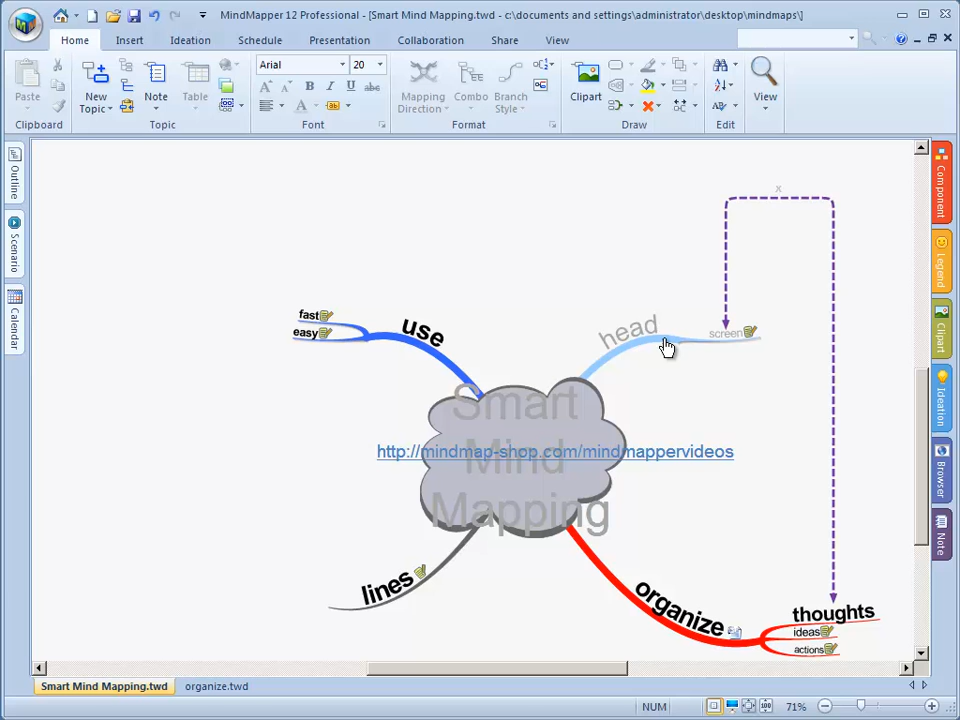 MindMapper 12 Professional - [Smart Mind Mapping.twd - c:\documents and settings\administrator\desktop\mindmaps\]
Home Insert Ideation Schedule Presentation Collaboration Share View
Paste
New Topic
Note
Table
Arial 20
B I U abc
A
Mapping Direction
Combo
Branch Style
Clipart
View
Clipboard Topic Font Format Draw Edit
Outline
Scenario
Calendar
Component
Legend
Clipart
Ideation
Browser
Note
x
fast
easy
use
head
screen
Smart
Mind
Mapping
http://mindmap-shop.com/mindmappervideos
lines
organize
thoughts
ideas
actions
Smart Mind Mapping.twd organize.twd
NUM 71%